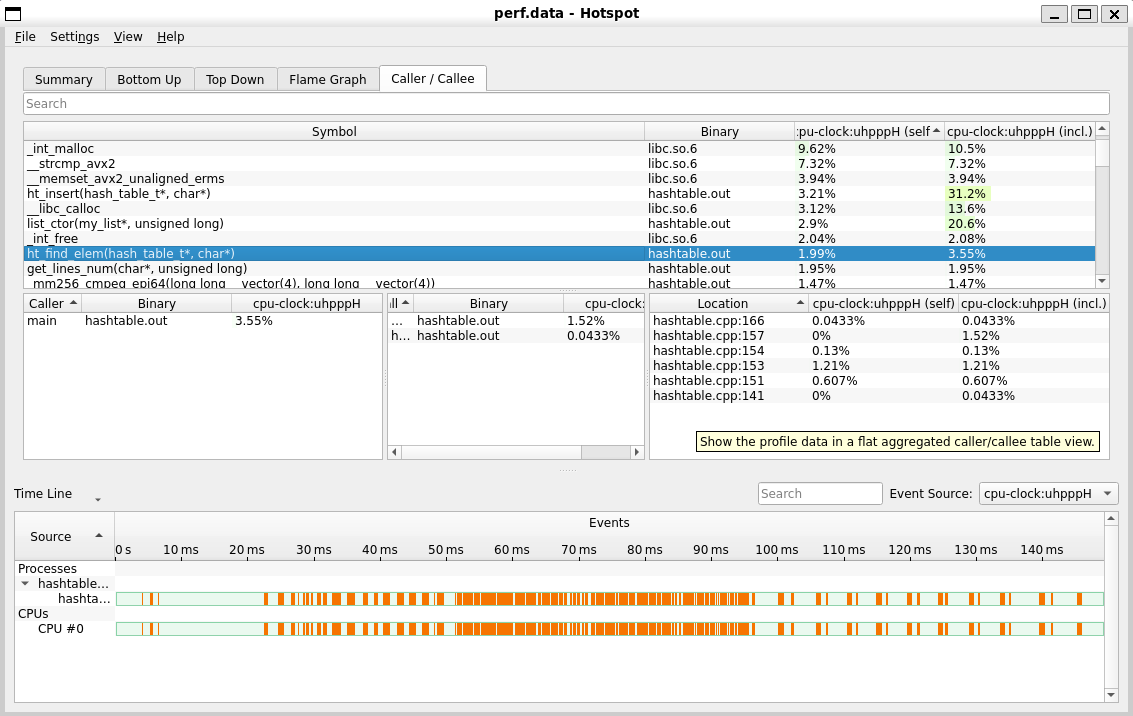 perf.data - Hotspot
File Settings View Help
Summary Bottom Up Top Down Flame Graph Caller / Callee
Search
Symbol Binary :pu-clock:uhpppH (self cpu-clock:uhpppH (incl.)
_int_malloc libc.so.6 9.62% 10.5%
__strcmp_avx2 libc.so.6 7.32% 7.32%
__memset_avx2_unaligned_erms libc.so.6 3.94% 3.94%
ht_insert(hash_table_t*, char*) hashtable.out 3.21% 31.2%
__libc_calloc libc.so.6 3.12% 13.6%
list_ctor(my_list*, unsigned long) hashtable.out 2.9% 20.6%
_int_free libc.so.6 2.04% 2.08%
ht_find_elem(hash_table_t*, char*) hashtable.out 1.99% 3.55%
get_lines_num(char*, unsigned long) hashtable.out 1.95% 1.95%
_mm256_cmpeq_epi64(long long __vector(4), long long __vector(4)) hashtable.out 1.47% 1.47%
Caller Binary cpu-clock:uhpppH
main hashtable.out 3.55%
ll Binary cpu-clock:
... hashtable.out 1.52%
h... hashtable.out 0.0433%
Location cpu-clock:uhpppH (self) cpu-clock:uhpppH (incl.)
hashtable.cpp:166 0.0433% 0.0433%
hashtable.cpp:157 0% 1.52%
hashtable.cpp:154 0.13% 0.13%
hashtable.cpp:153 1.21% 1.21%
hashtable.cpp:151 0.607% 0.607%
hashtable.cpp:141 0% 0.0433%
Show the profile data in a flat aggregated caller/callee table view.
Time Line Search Event Source: cpu-clock:uhpppH
Source Events
0 s 10 ms 20 ms 30 ms 40 ms 50 ms 60 ms 70 ms 80 ms 90 ms 100 ms 110 ms 120 ms 130 ms 140 ms
Processes
hashtable...
hashta...
CPUs
CPU #0